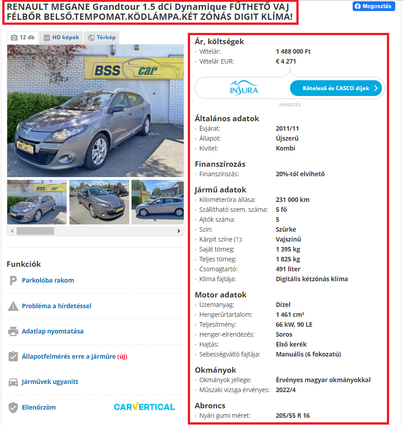 RENAULT MEGANE Grandtour 1.5 dCi Dynamique FŰTHETŐ VAJ
FÉLBŐR BELSŐ.TEMPOMAT.KÖDLÁMPA.KÉT ZÓNÁS DIGIT KLÍMA!
Megosztás
12 db
HD képek
Térkép
BSS car
Funkciók
Parkolóba rakom
Probléma a hirdetéssel
Adatlap nyomtatása
Állapotfelmérés erre a járműre (új)
Járművek ugyanitt
Ellenőrzöm
CARVERTICAL
Ár, költségek
Vételár: 1 488 000 Ft
Vételár EUR: € 4 271
INSURA
Kötelező és CASCO díjak
HIRDETÉS
Általános adatok
Évjárat: 2011/11
Állapot: Újszerű
Kivitel: Kombi
Finanszírozás
Finanszírozás: 20%-tól elvihető
Jármű adatok
Kilométeróra állása: 231 000 km
Szállítható szem. száma: 5 fő
Ajtók száma: 5
Szín: Szürke
Kárpit színe (1): Vajszínű
Saját tömeg: 1 395 kg
Teljes tömeg: 1 825 kg
Csomagtartó: 491 liter
Klíma fajtája: Digitális kétzónás klíma
Motor adatok
Üzemanyag: Dízel
Hengerűrtartalom: 1 461 cm³
Teljesítmény: 66 kW, 90 LE
Henger-elrendezés: Soros
Hajtás: Első kerék
Sebességváltó fajtája: Manuális (6 fokozatú)
Okmányok
Okmányok jellege: Érvényes magyar okmányokkal
Műszaki vizsga érvényes: 2022/4
Abroncs
Nyári gumi méret: 205/55 R 16